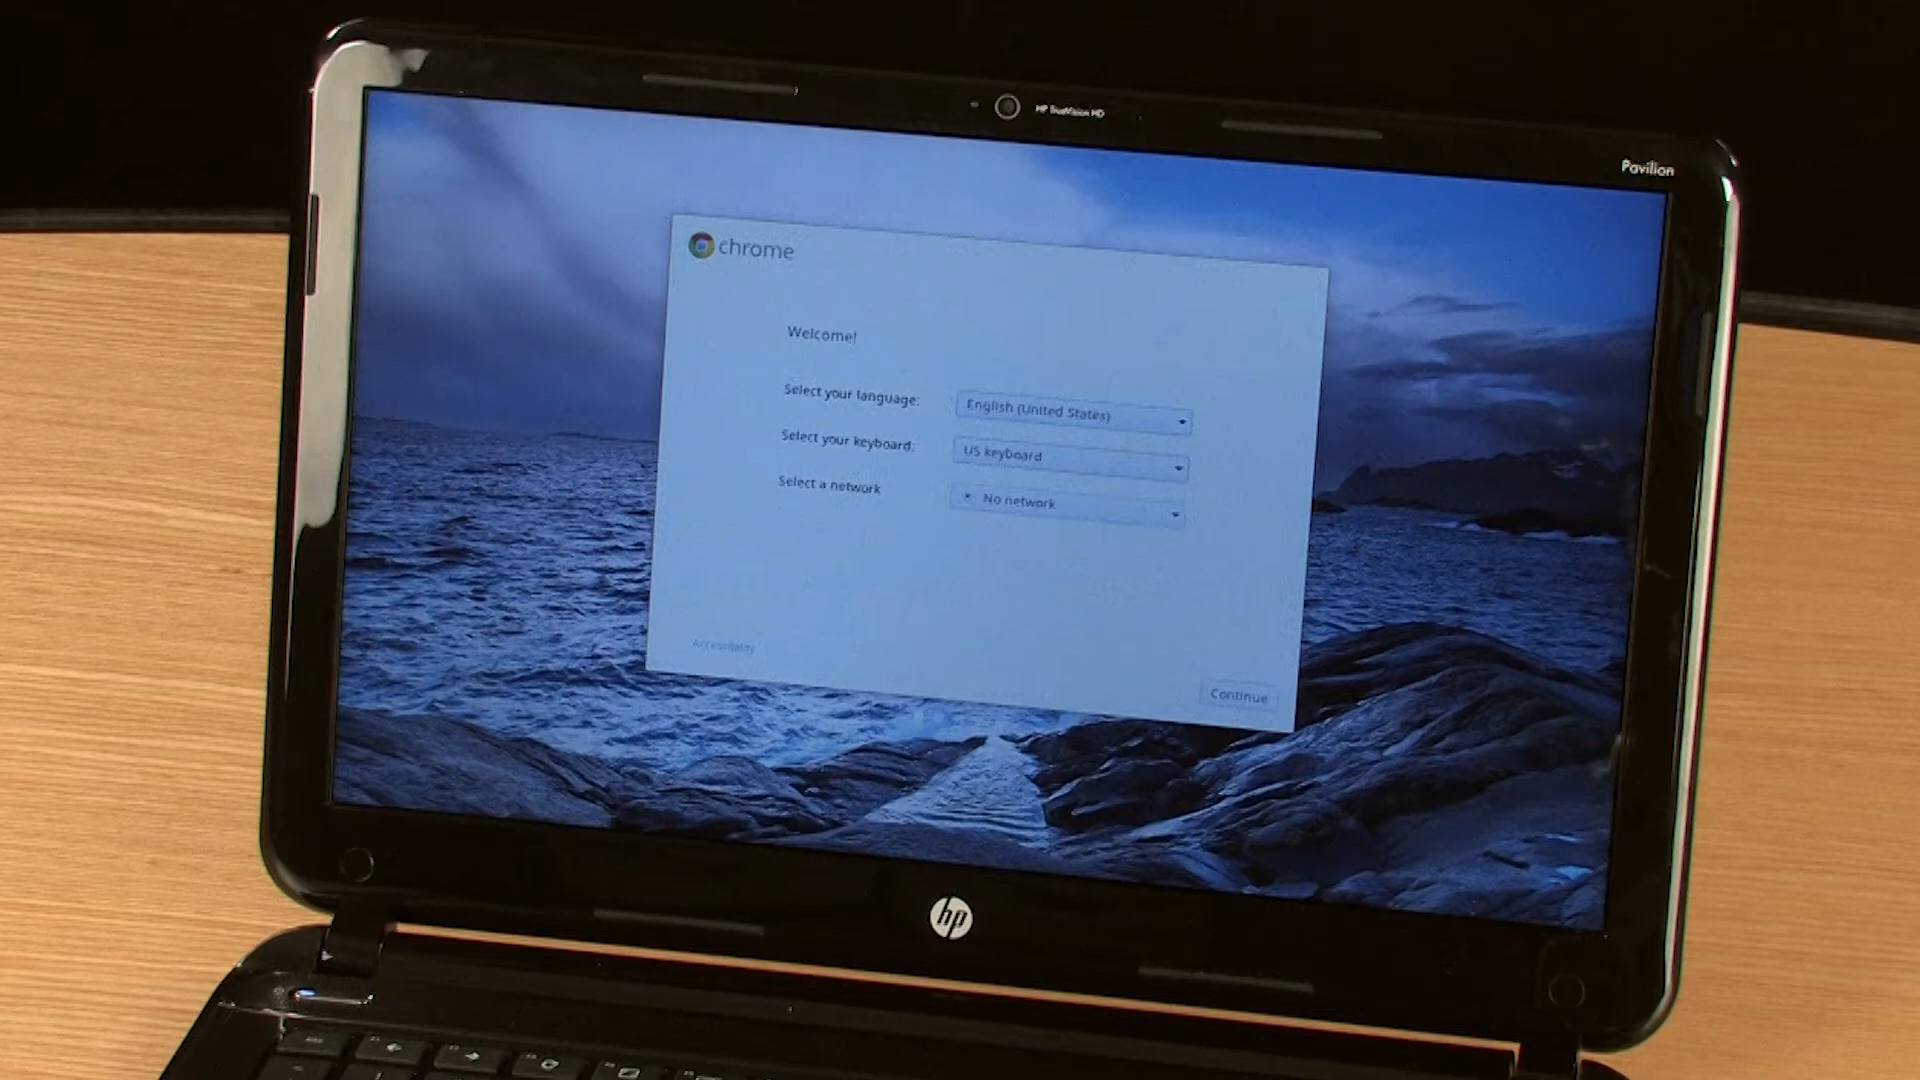 HP TrueVision HD
Pavilion
chrome
Welcome!
Select your language:
English (United States)
Select your keyboard:
US keyboard
Select a network
No network
Accessibility
Continue
hp
esc